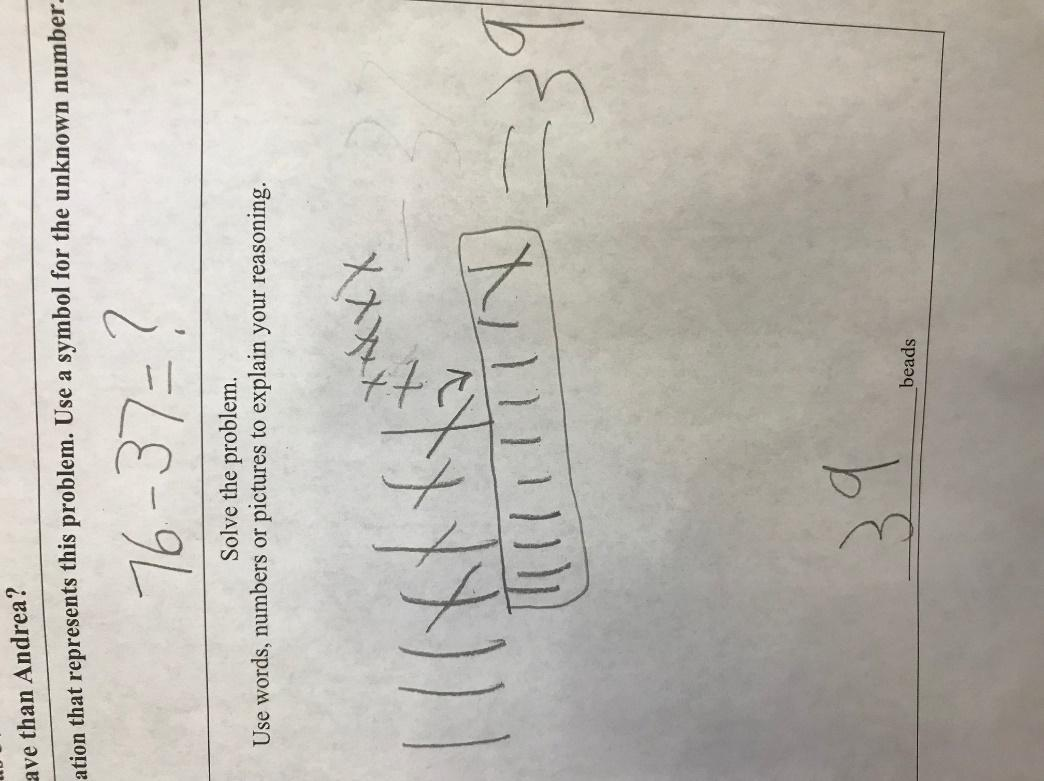 ave than Andrea?
ation that represents this problem. Use a symbol for the unknown number.
76-37=?
Solve the problem.
Use words, numbers or pictures to explain your reasoning.
= 39
39 beads